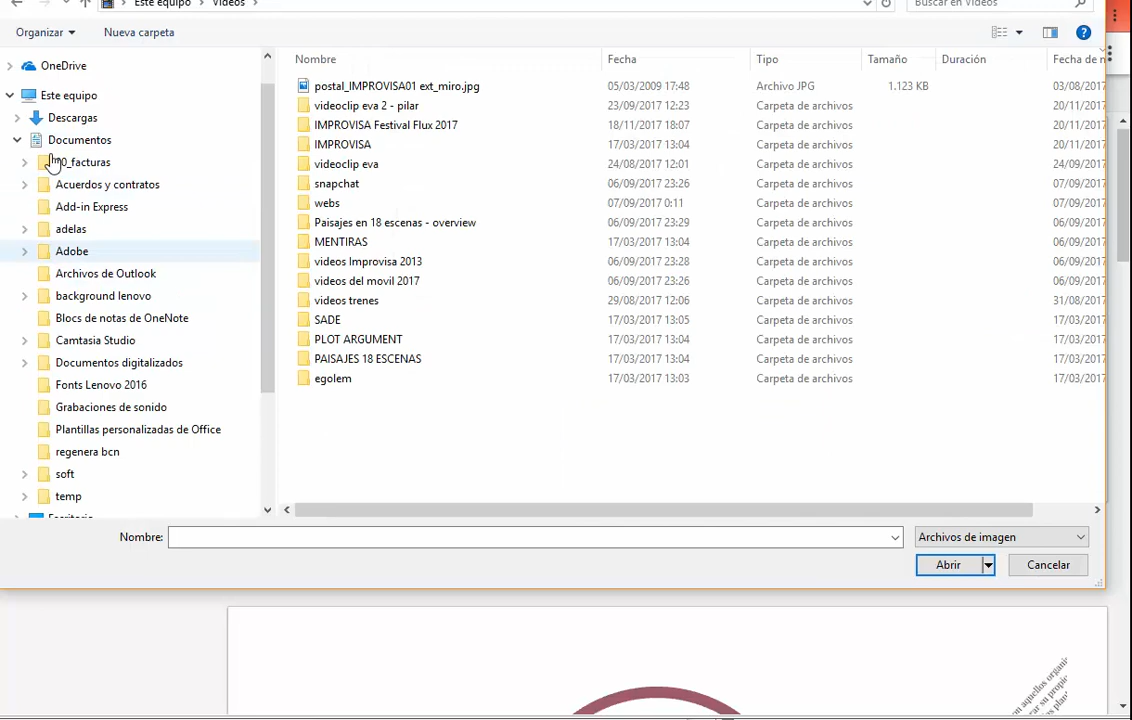 Este equipo > Vídeos >
Buscar en Vídeos
Organizar
Nueva carpeta
OneDrive
Este equipo
Descargas
Documentos
00_facturas
Acuerdos y contratos
Add-in Express
adelas
Adobe
Archivos de Outlook
background lenovo
Blocs de notas de OneNote
Camtasia Studio
Documentos digitalizados
Fonts Lenovo 2016
Grabaciones de sonido
Plantillas personalizadas de Office
regenera bcn
soft
temp
Escritorio
Nombre Fecha Tipo Tamaño Duración Fecha de n
postal_IMPROVISA01 ext_miro.jpg 05/03/2009 17:48 Archivo JPG 1.123 KB 03/08/2017
videoclip eva 2 - pilar 23/09/2017 12:23 Carpeta de archivos 20/11/2017
IMPROVISA Festival Flux 2017 18/11/2017 18:07 Carpeta de archivos 20/11/2017
IMPROVISA 17/03/2017 13:04 Carpeta de archivos 20/11/2017
videoclip eva 24/08/2017 12:01 Carpeta de archivos 24/09/2017
snapchat 06/09/2017 23:26 Carpeta de archivos 07/09/2017
webs 07/09/2017 0:11 Carpeta de archivos 07/09/2017
Paisajes en 18 escenas - overview 06/09/2017 23:29 Carpeta de archivos 06/09/2017
MENTIRAS 17/03/2017 13:04 Carpeta de archivos 06/09/2017
videos Improvisa 2013 06/09/2017 23:28 Carpeta de archivos 06/09/2017
videos del movil 2017 06/09/2017 23:26 Carpeta de archivos 06/09/2017
videos trenes 29/08/2017 12:06 Carpeta de archivos 31/08/2017
SADE 17/03/2017 13:05 Carpeta de archivos 17/03/2017
PLOT ARGUMENT 17/03/2017 13:04 Carpeta de archivos 17/03/2017
PAISAJES 18 ESCENAS 17/03/2017 13:04 Carpeta de archivos 17/03/2017
egolem 17/03/2017 13:03 Carpeta de archivos 17/03/2017
Nombre:
Archivos de imagen
Abrir
Cancelar
on aquellos organi
ar su propi